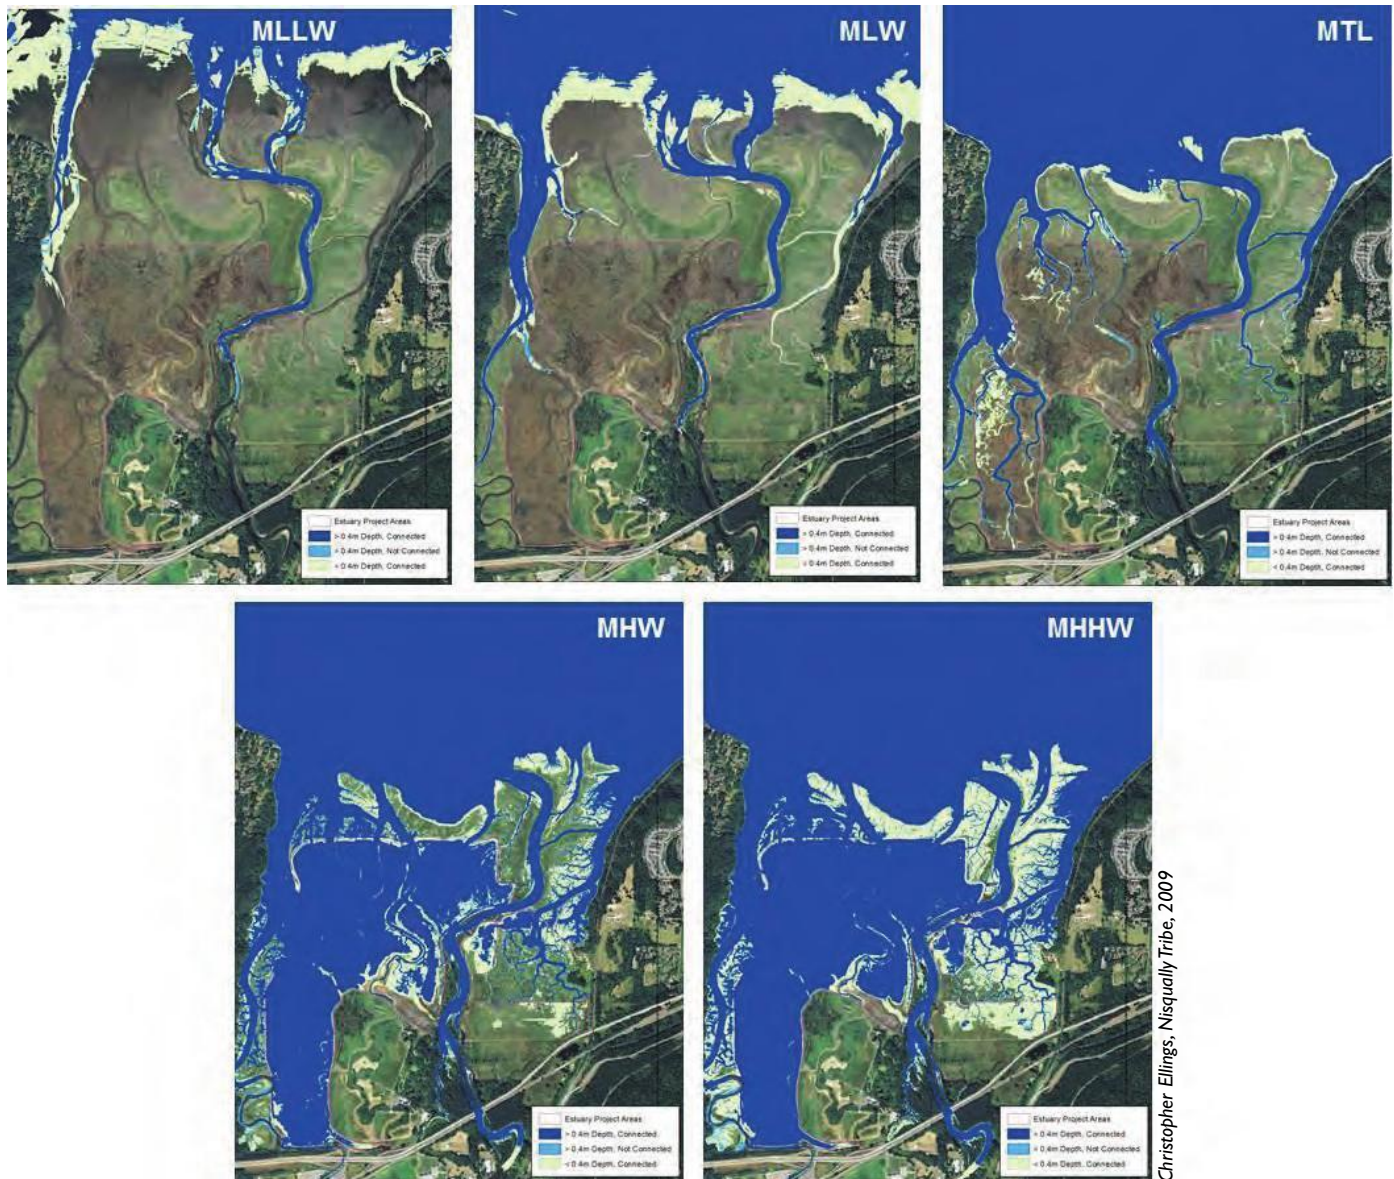 MLLW
Estuary Project Areas
> 0.4m Depth, Connected
> 0.4m Depth, Not Connected
< 0.4m Depth, Connected
MLW
Estuary Project Areas
> 0.4m Depth, Connected
> 0.4m Depth, Not Connected
< 0.4m Depth, Connected
MTL
Estuary Project Areas
> 0.4m Depth, Connected
> 0.4m Depth, Not Connected
< 0.4m Depth, Connected
MHW
Estuary Project Areas
> 0.4m Depth, Connected
> 0.4m Depth, Not Connected
< 0.4m Depth, Connected
MHHW
Estuary Project Areas
> 0.4m Depth, Connected
> 0.4m Depth, Not Connected
< 0.4m Depth, Connected
Christopher Ellings, Nisqually Tribe, 2009